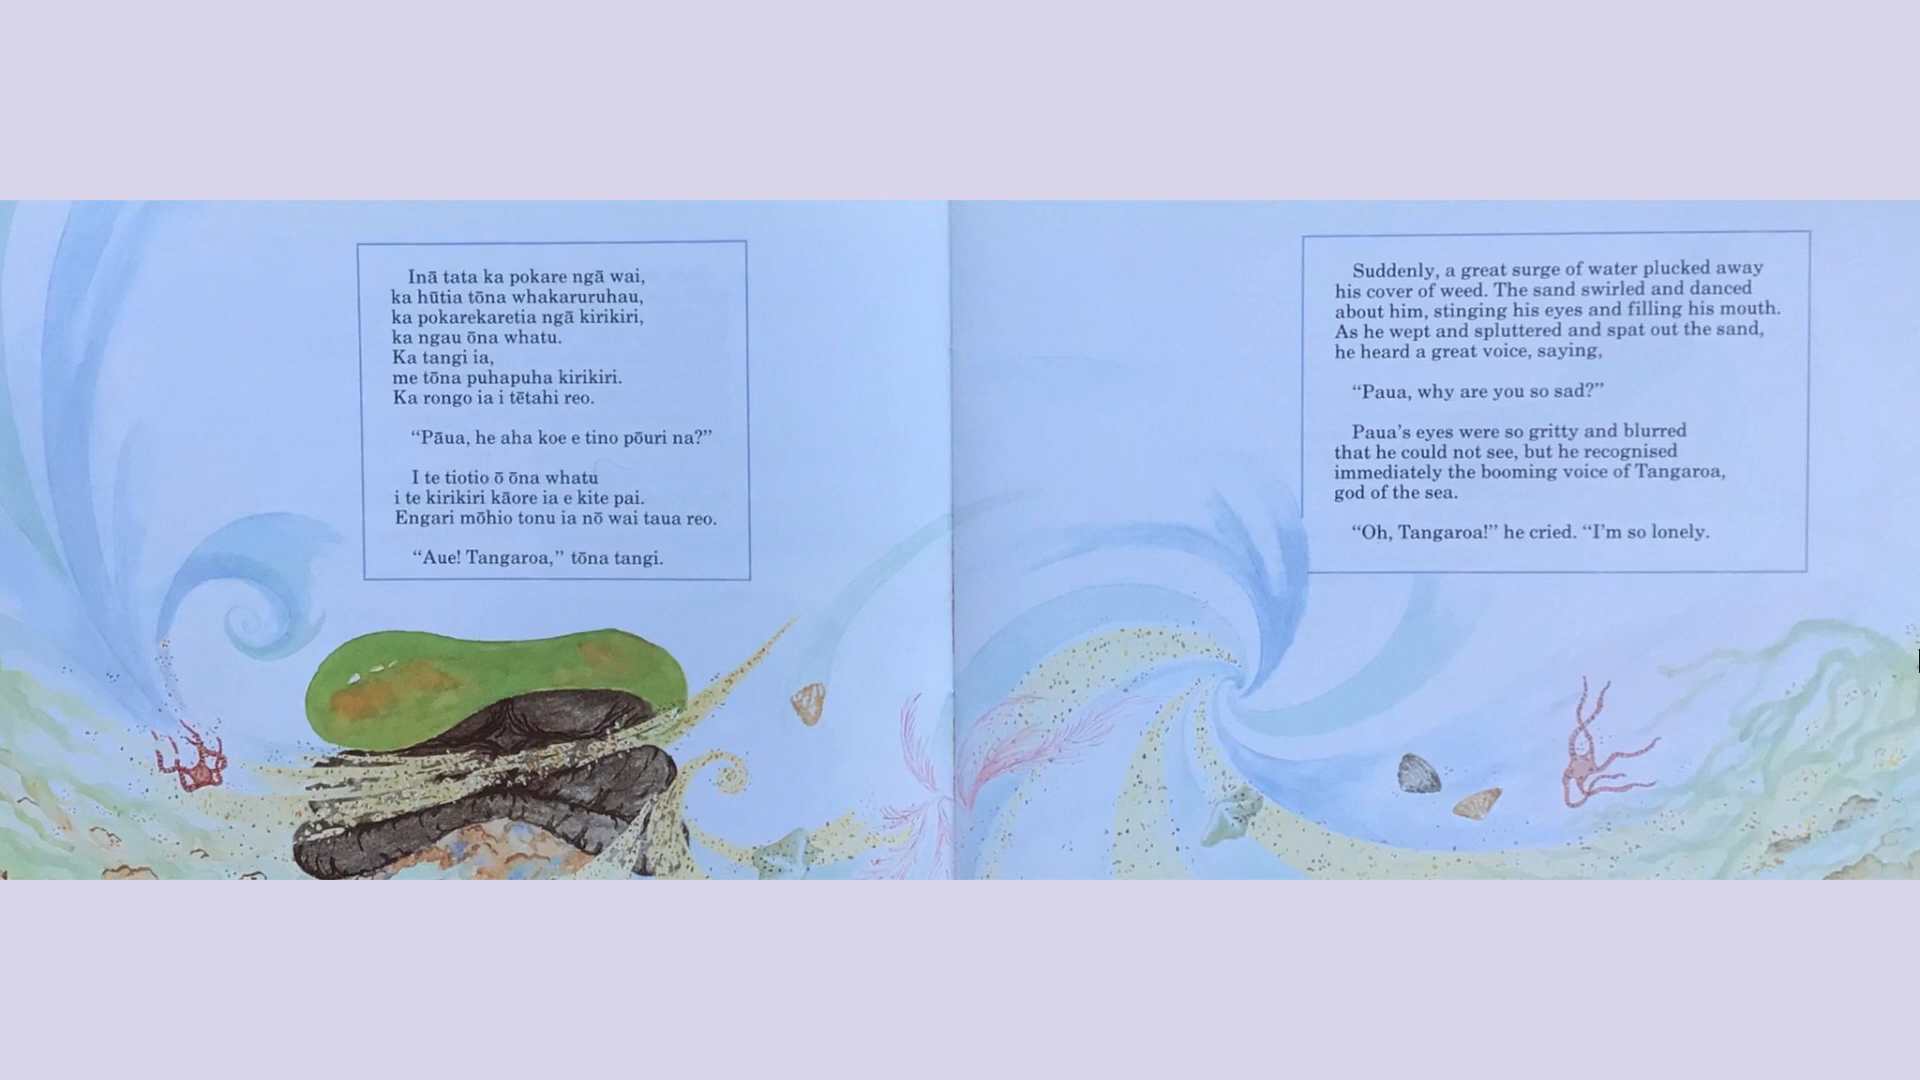 Inā tata ka pokare ngā wai,
ka hūtia tōna whakaruruhau,
ka pokarekaretia ngā kirikiri,
ka ngau ōna whatu.
Ka tangi ia,
me tōna puhapuha kirikiri.
Ka rongo ia i tētahi reo.
“Pāua, he aha koe e tino pōuri na?”
I te tiotio ō ōna whatu
i te kirikiri kāore ia e kite pai.
Engari mōhio tonu ia nō wai taua reo.
“Aue! Tangaroa,” tōna tangi.
Suddenly, a great surge of water plucked away
his cover of weed. The sand swirled and danced
about him, stinging his eyes and filling his mouth.
As he wept and spluttered and spat out the sand,
he heard a great voice, saying,
“Paua, why are you so sad?”
Paua’s eyes were so gritty and blurred
that he could not see, but he recognised
immediately the booming voice of Tangaroa,
god of the sea.
“Oh, Tangaroa!” he cried. “I’m so lonely.